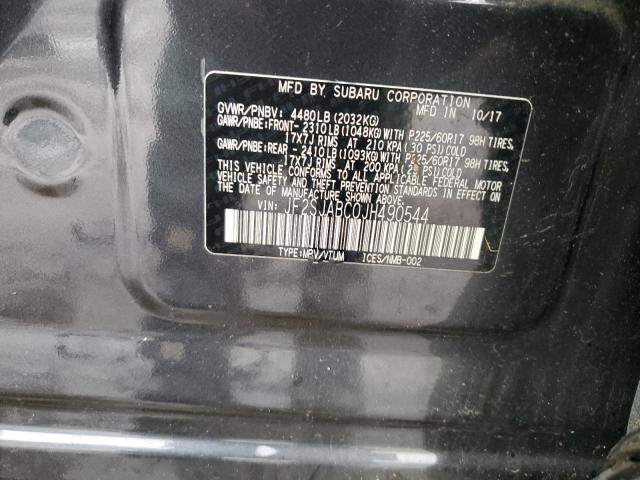 MFD BY SUBARU CORPORATION
MFD IN 10/17
GVWR/PNBV: 4480LB (2032KG)
GAWR/PNBE:FRONT-2310LB(1048KG)WITH P225/60R17 98H TIRES,
17X7J RIMS AT 210 KPA (30 PSI)COLD
GAWR/PNBE:REAR -2410LB(1093KG)WITH P225/60R17 98H TIRES,
17X7J RIMS AT 200 KPA (29 PSI)COLD
THIS VEHICLE CONFORMS TO ALL APPLICABLE FEDERAL MOTOR
VEHICLE SAFETY AND THEFT PREVENTION STANDARDS IN EFFECT ON
THE DATE OF MANUFACTURE SHOWN ABOVE.
VIN: JF2SJABC0JH490544
TYPE:MPV/VTUM ICES/NMB-002